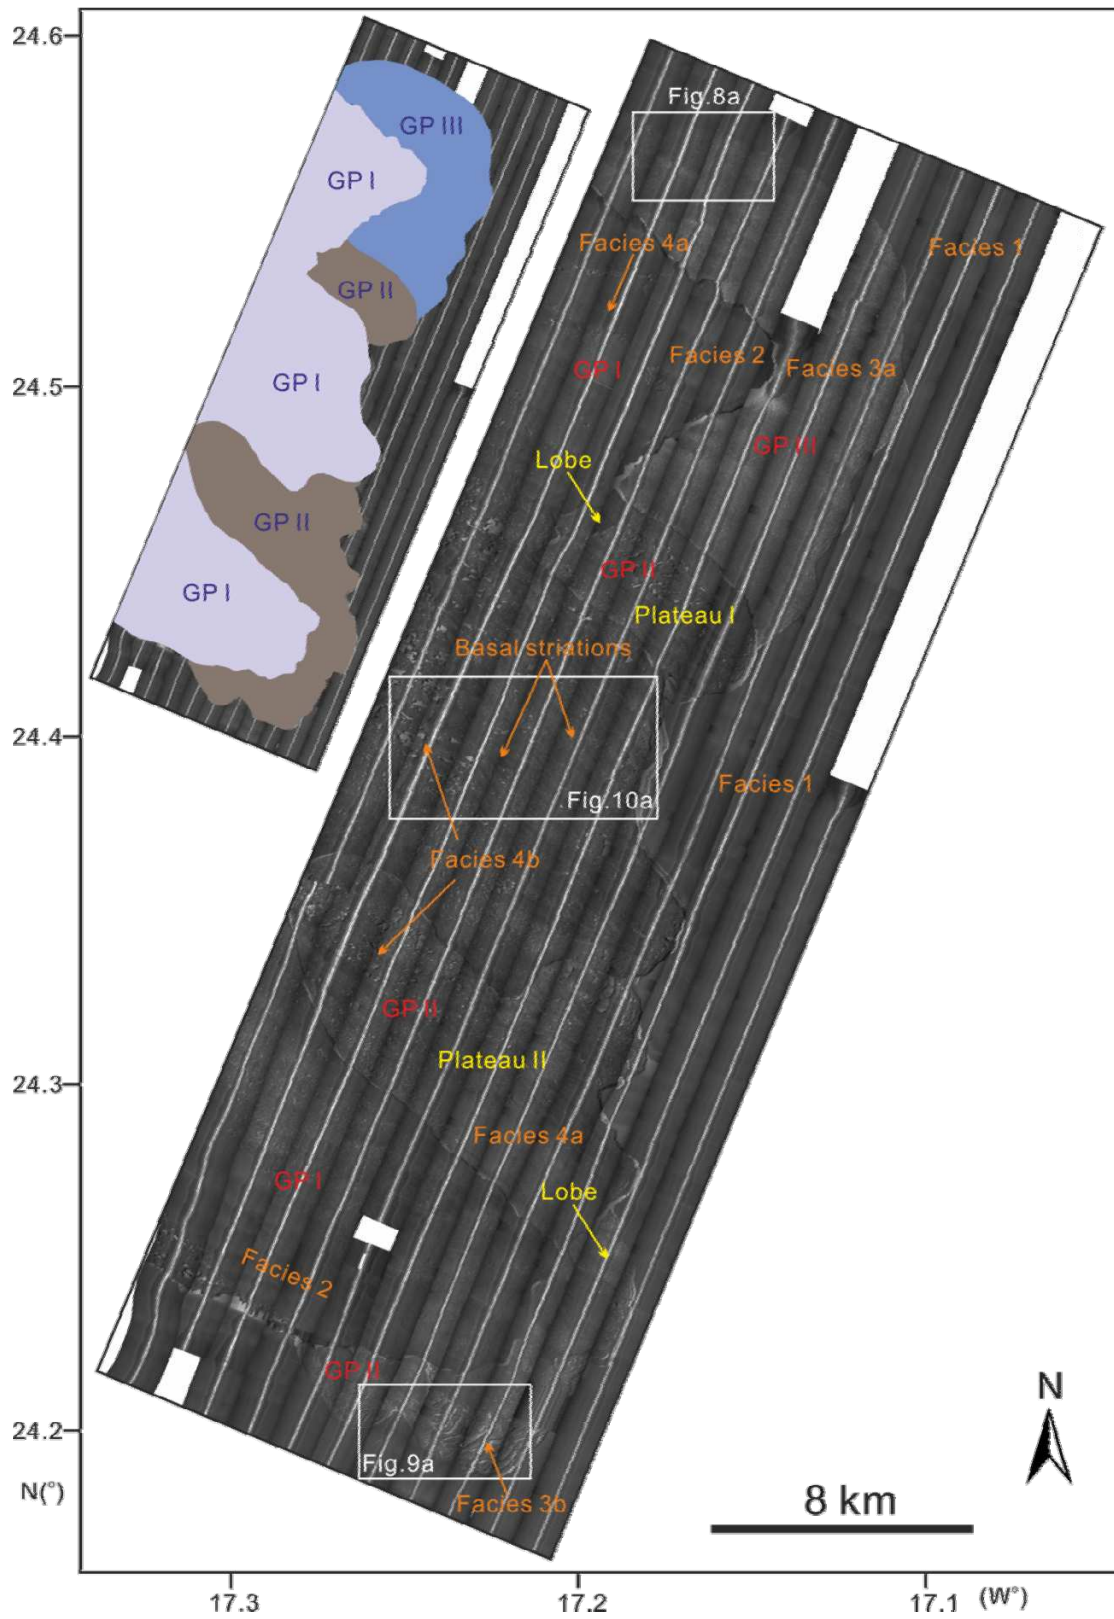 24.6
Fig.8a
GP III
GP I
Facies 4a
Facies 1
GP II
Facies 2
Facies 3a
GP I
GP I
24.5
GP III
Lobe
GP II
GP II
Plateau I
GP I
Basal striations
24.4
Facies 1
Fig.10a
Facies 4b
GP II
Plateau II
24.3
Facies 4a
GP I
Lobe
Facies 2
GP II
N
24.2
Fig.9a
N(°)
8 km
Facies 3b
17.3
17.2
17.1
(W°)